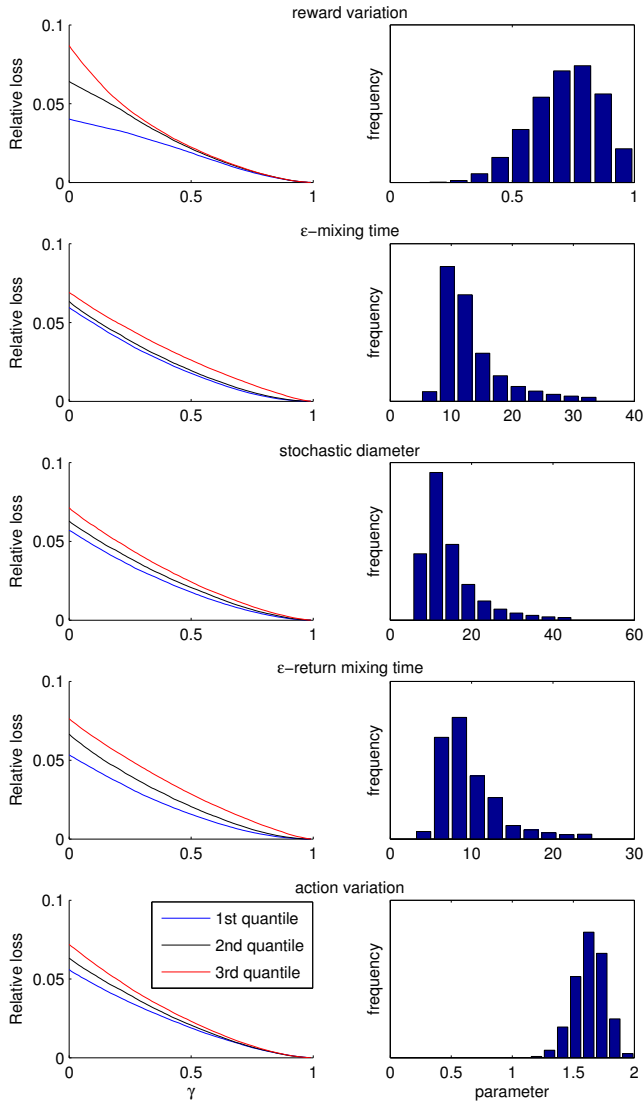 reward variation
Relative loss
0.1
0.05
0
0 0.5 1
frequency
0 0.5 1
ε−mixing time
Relative loss
0.1
0.05
0
0 0.5 1
frequency
0 10 20 30 40
stochastic diameter
Relative loss
0.1
0.05
0
0 0.5 1
frequency
0 20 40 60
ε−return mixing time
Relative loss
0.1
0.05
0
0 0.5 1
frequency
0 10 20 30
action variation
Relative loss
0.1
0.05
0
1st quantile
2nd quantile
3rd quantile
0 0.5 1
γ
frequency
0 0.5 1 1.5 2
parameter